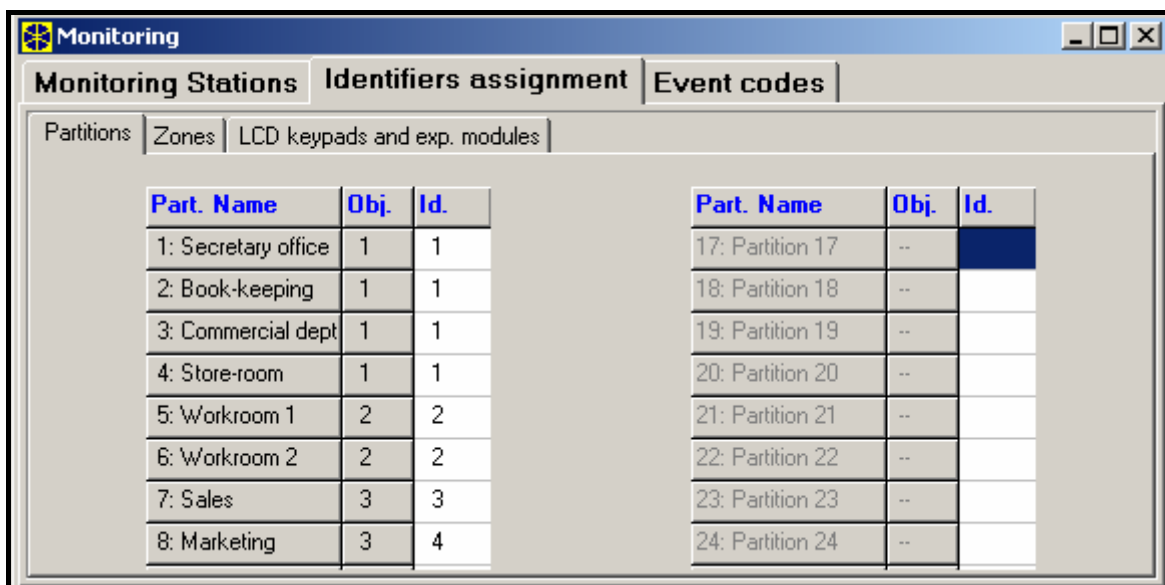 Monitoring
Monitoring Stations Identifiers assignment Event codes
Partitions Zones LCD keypads and exp. modules
Part. Name Obj. Id. Part. Name Obj. Id.
1: Secretary office 1 1 17: Partition 17 --
2: Book-keeping 1 1 18: Partition 18 --
3: Commercial dept 1 1 19: Partition 19 --
4: Store-room 1 1 20: Partition 20 --
5: Workroom 1 2 2 21: Partition 21 --
6: Workroom 2 2 2 22: Partition 22 --
7: Sales 3 3 23: Partition 23 --
8: Marketing 3 4 24: Partition 24 --